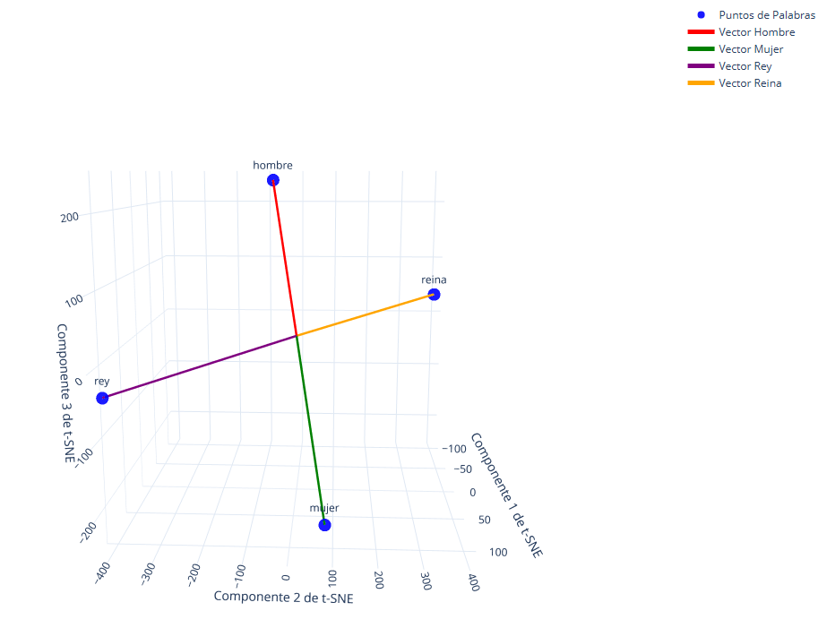 Puntos de Palabras
Vector Hombre
Vector Mujer
Vector Rey
Vector Reina
hombre
reina
rey
mujer
200
100
0
−100
−200
Componente 3 de t-SNE
−400
−300
−200
−100
0
100
200
300
400
Componente 2 de t-SNE
−100
−50
0
50
100
Componente 1 de t-SNE